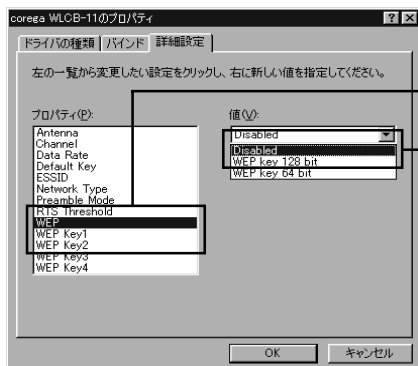 corega WLCB-11のプロパティ
ドライバの種類 バインド 詳細設定
左の一覧から変更したい設定をクリックし、右に新しい値を指定してください。
プロパティ(P):
Antenna
Channel
Data Rate
Default Key
ESSID
Network Type
Preamble Mode
RTS Threshold
WEP
WEP Key1
WEP Key2
WEP Key3
WEP Key4
値(V):
Disabled
Disabled
WEP key 128 bit
WEP key 64 bit
OK キャンセル